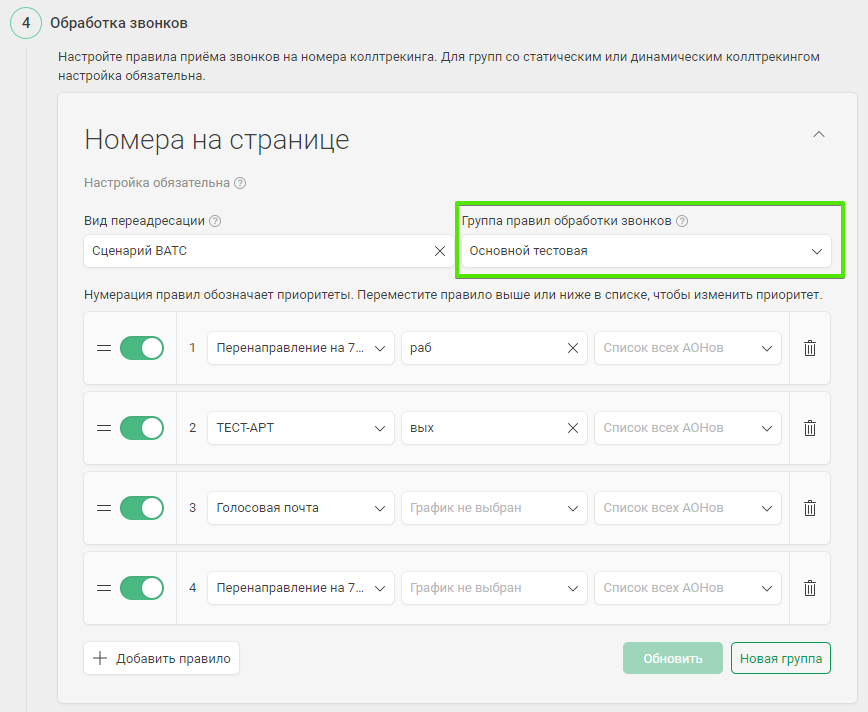 4 Обработка звонков
Настройте правила приёма звонков на номера коллтрекинга. Для групп со статическим или динамическим коллтрекингом
настройка обязательна.
Номера на странице
Настройка обязательна ?
Вид переадресации ? Группа правил обработки звонков ?
Сценарий ВАТС Основной тестовая
Нумерация правил обозначает приоритеты. Переместите правило выше или ниже в списке, чтобы изменить приоритет.
1 Перенаправление на 7... раб Список всех АОНов
2 ТЕСТ-АРТ вых Список всех АОНов
3 Голосовая почта График не выбран Список всех АОНов
4 Перенаправление на 7... График не выбран Список всех АОНов
Добавить правило Обновить Новая группа